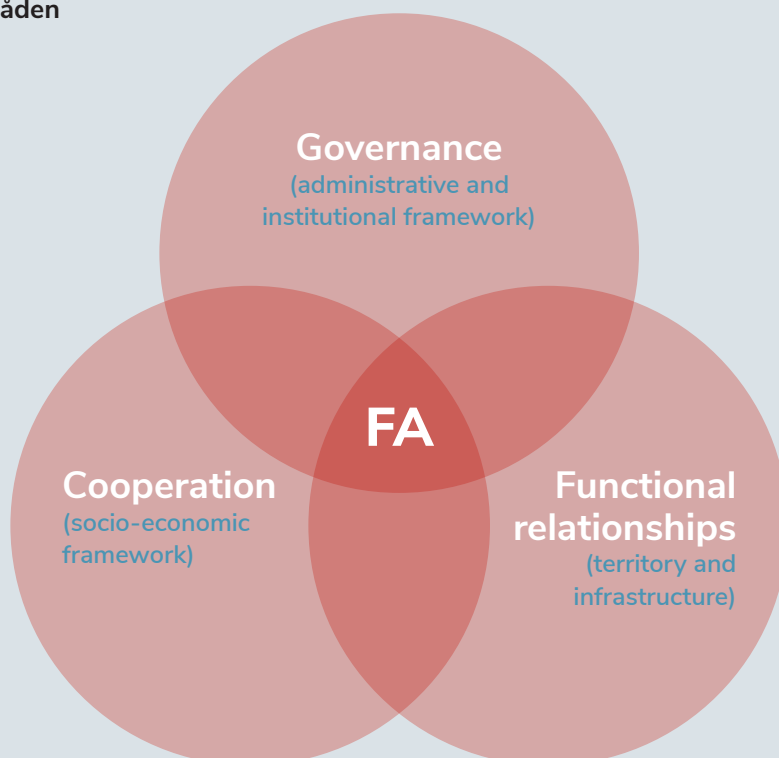 åden
Governance
(administrative and
institutional framework)
FA
Cooperation
(socio-economic
framework)
Functional
relationships
(territory and
infrastructure)